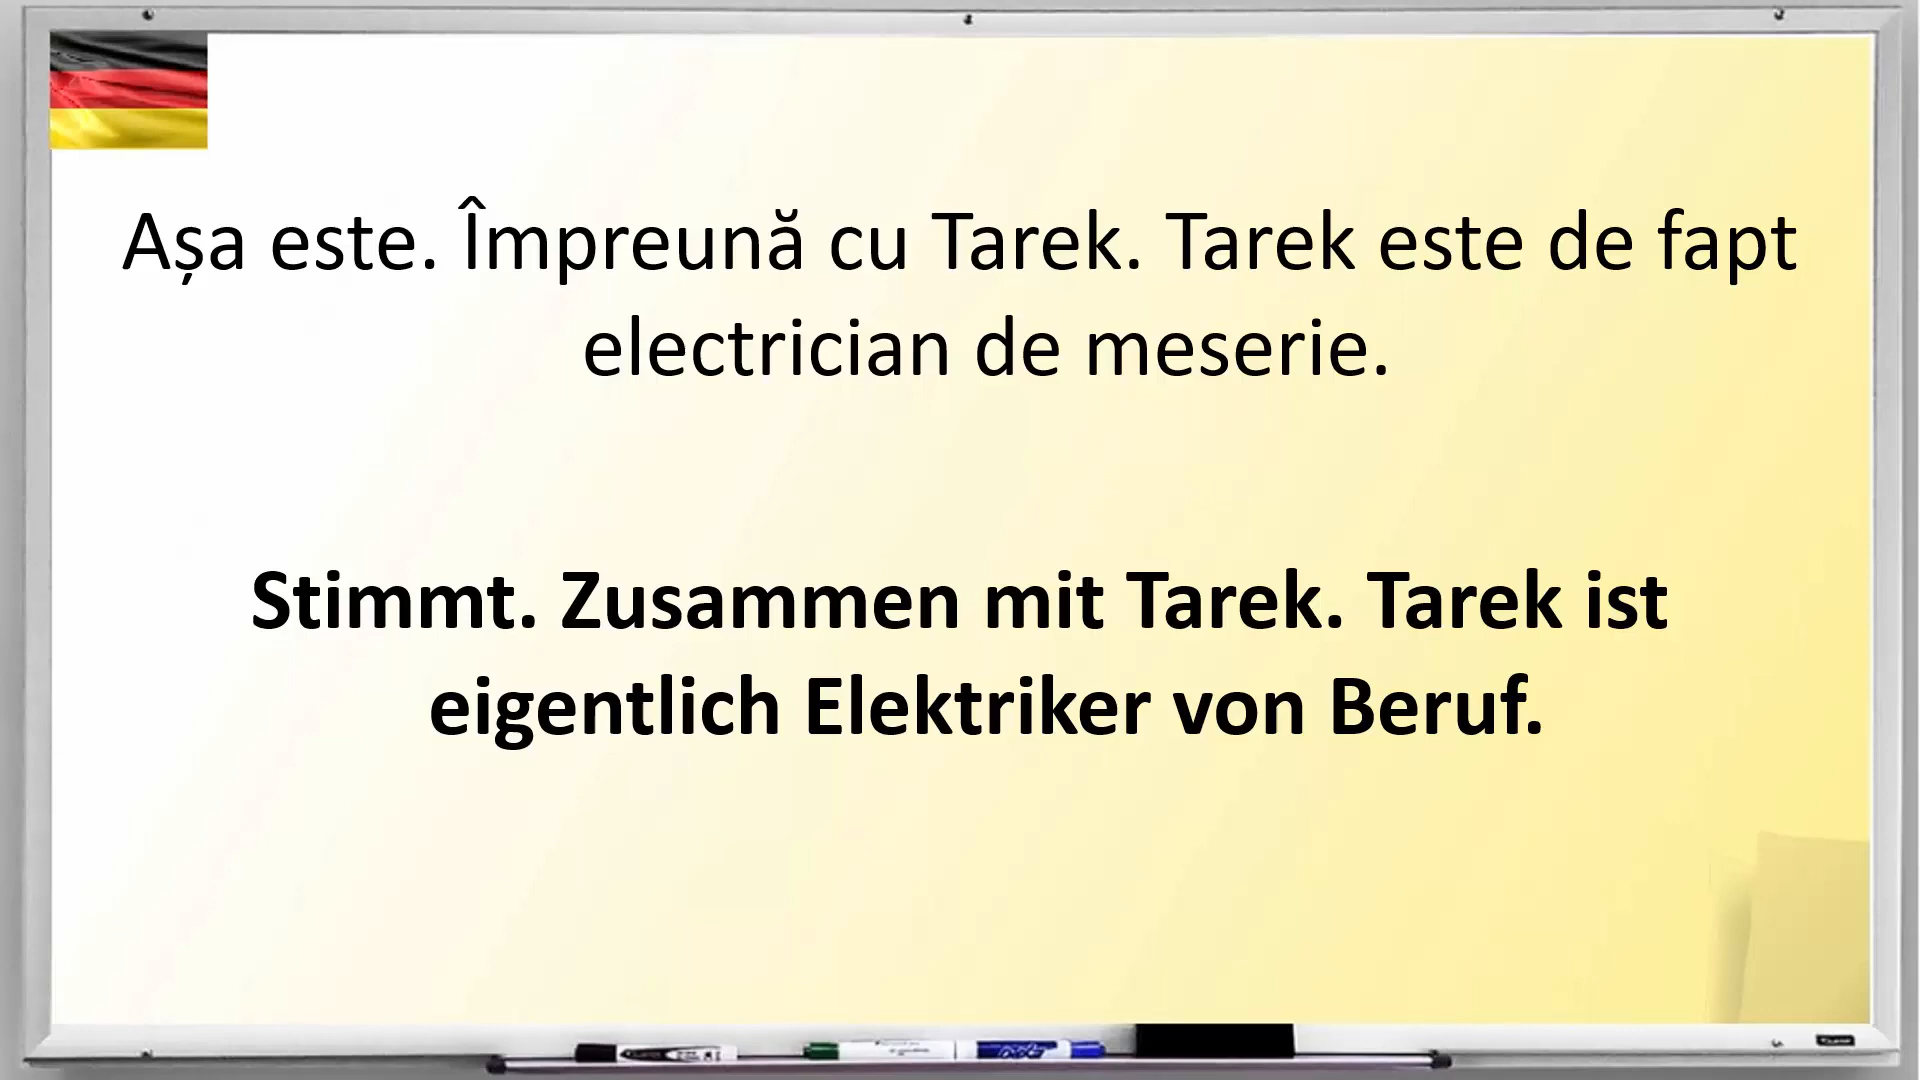 Așa este. Împreună cu Tarek. Tarek este de fapt
electrician de meserie.
Stimmt. Zusammen mit Tarek. Tarek ist
eigentlich Elektriker von Beruf.